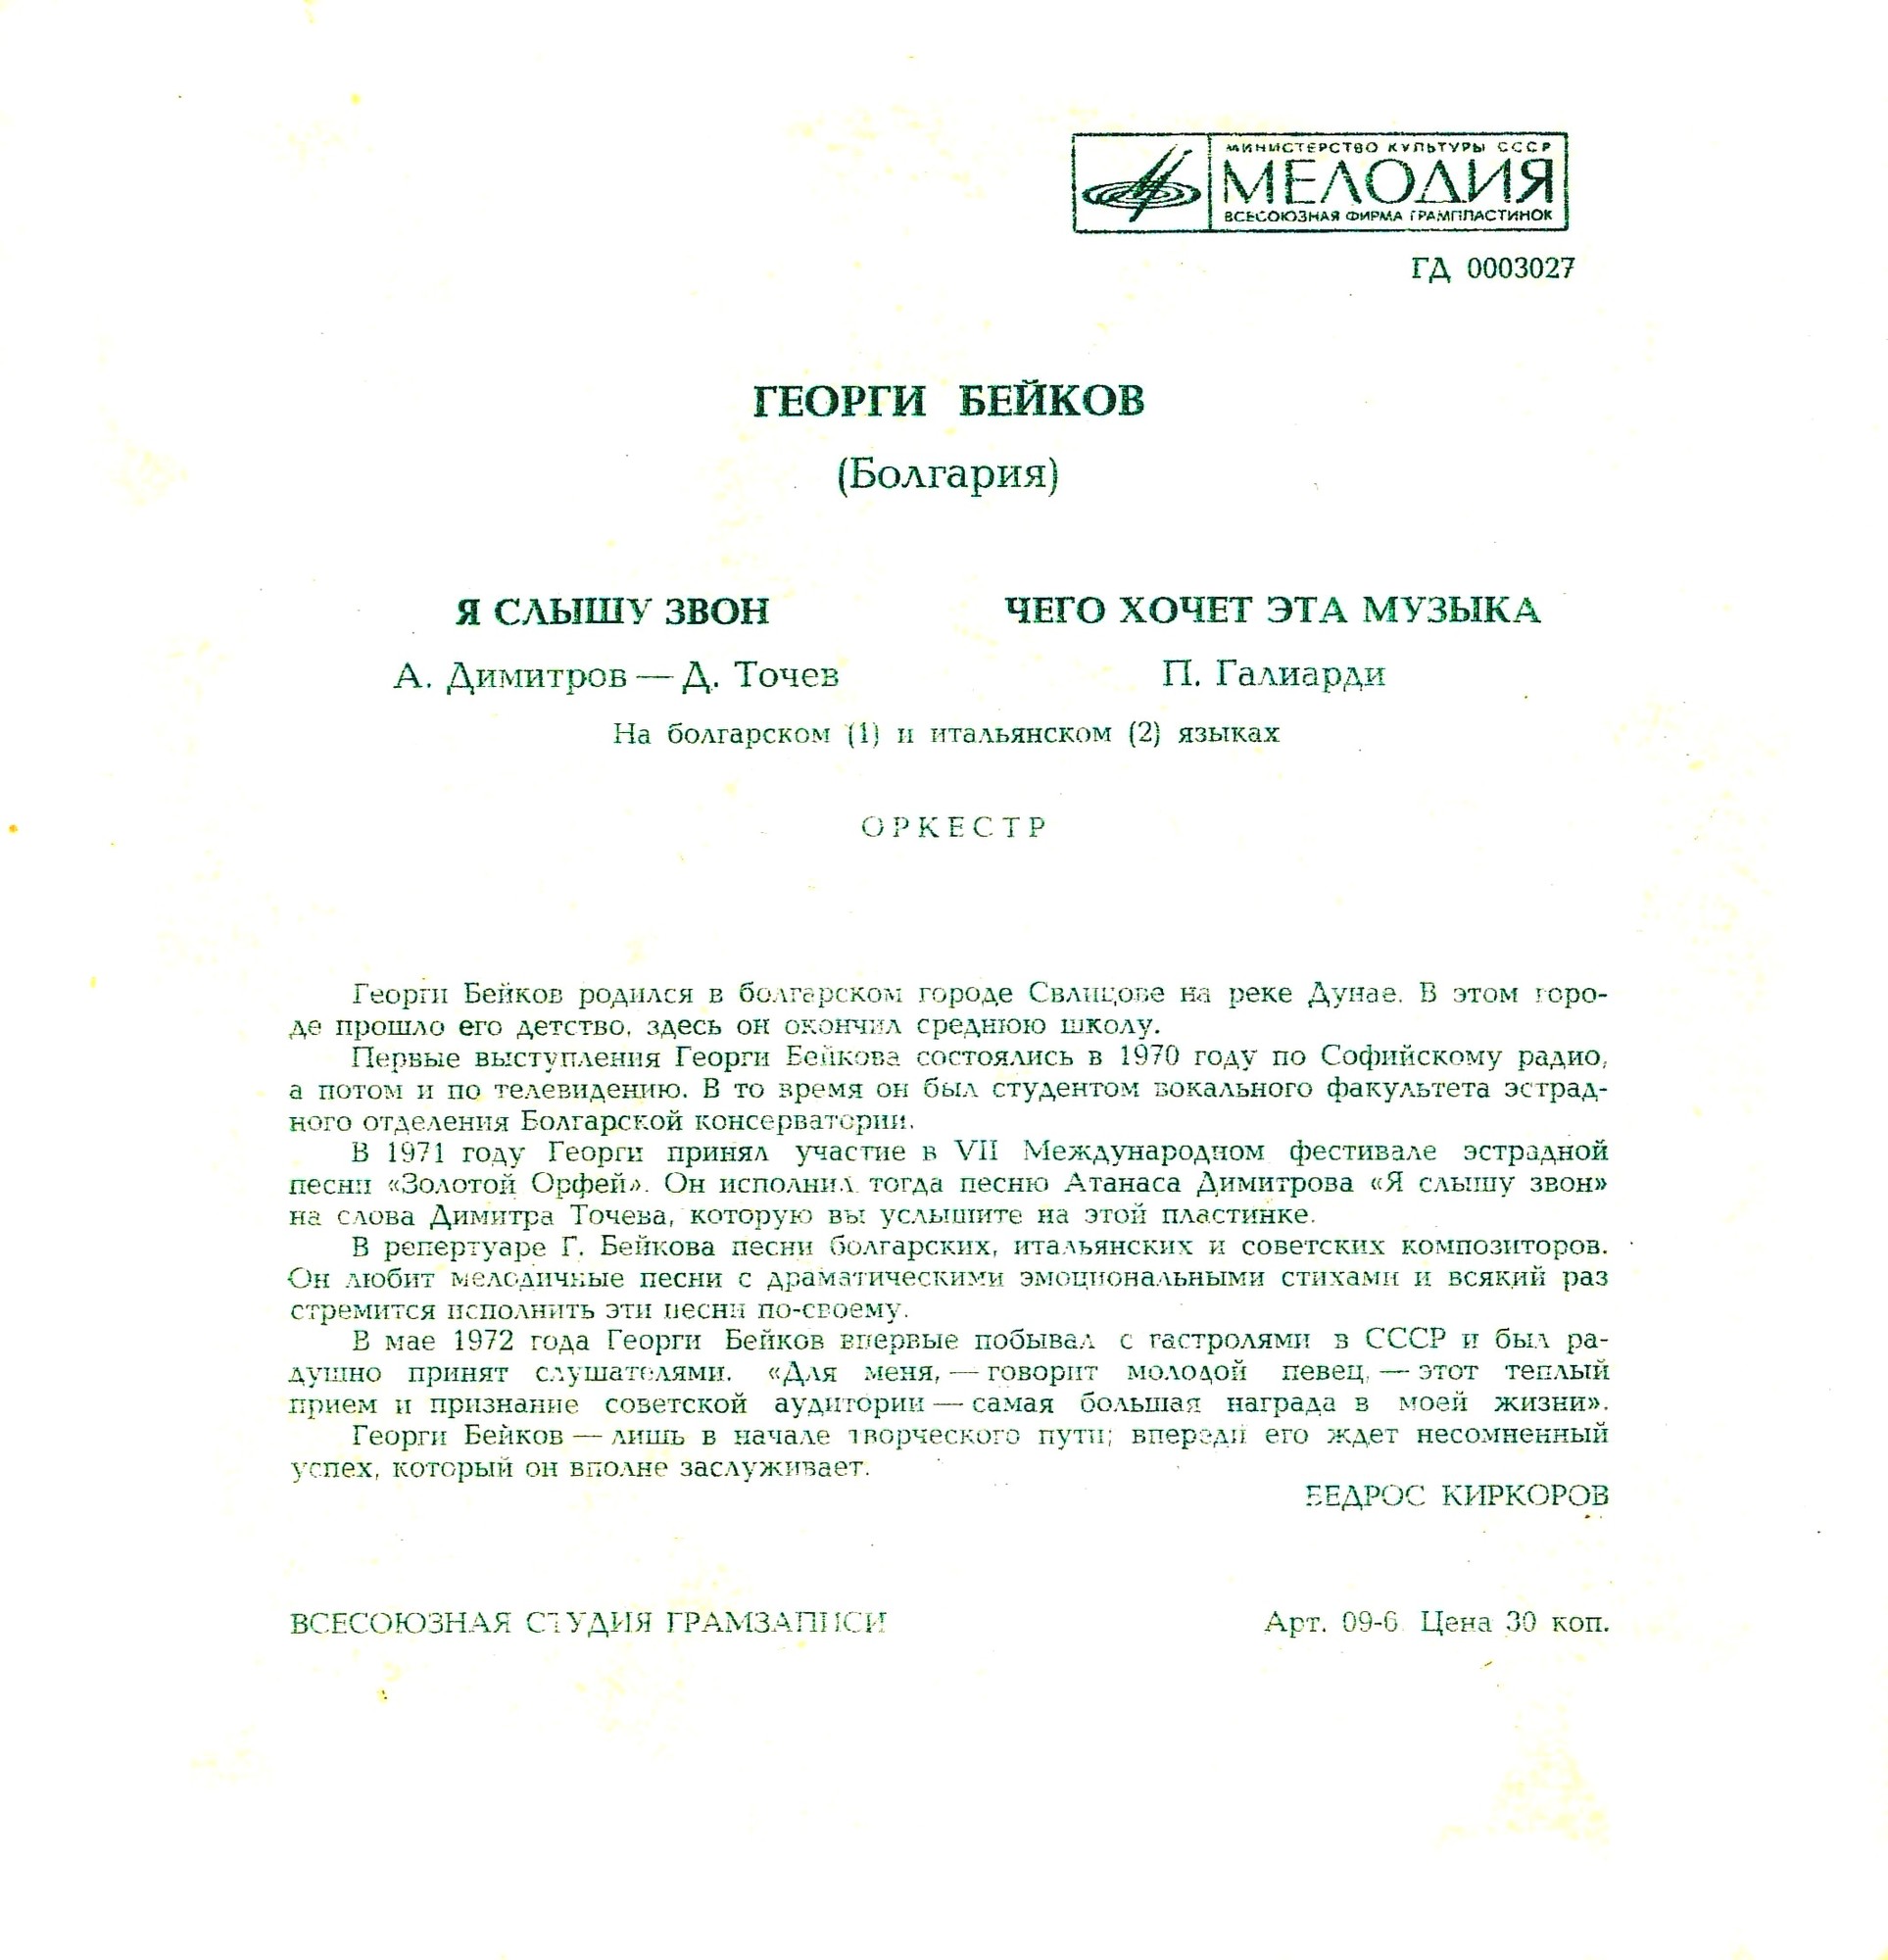 МИНИСТЕРСТВО КУЛЬТУРЫ СССР
МЕЛОДИЯ
ВСЕСОЮЗНАЯ ФИРМА ГРАМПЛАСТИНОК
ГД 0003027
ГЕОРГИ БЕЙКОВ
(Болгария)
Я СЛЫШУ ЗВОН
А. Димитров — Д. Точев
ЧЕГО ХОЧЕТ ЭТА МУЗЫКА
П. Галиарди
На болгарском (1) и итальянском (2) языках
ОРКЕСТР
Георги Бейков родился в болгарском городе Свлицове на реке Дунае. В этом горо-
де прошло его детство, здесь он окончил среднюю школу.
Первые выступления Георги Бейкова состоялись в 1970 году по Софийскому радио,
а потом и по телевидению. В то время он был студентом вокального факультета эстрад-
ного отделения Болгарской консерватории.
В 1971 году Георги принял участие в VII Международном фестивале эстрадной
песни «Золотой Орфей». Он исполнил тогда песню Атанаса Димитрова «Я слышу звон»
на слова Димитра Точева, которую вы услышите на этой пластинке.
В репертуаре Г. Бейкова песни болгарских, итальянских и советских композиторов.
Он любит мелодичные песни с драматическими эмоциональными стихами и всякий раз
стремится исполнить эти песни по-своему.
В мае 1972 года Георги Бейков впервые побывал с гастролями в СССР и был ра-
душно принят слушателями. «Для меня, — говорит молодой певец, — этот теплый
прием и признание советской аудитории — самая большая награда в моей жизни».
Георги Бейков — лишь в начале творческого пути; впереди его ждет несомненный
успех, который он вполне заслуживает.
БЕДРОС КИРКОРОВ
ВСЕСОЮЗНАЯ СТУДИЯ ГРАМЗАПИСИ
Арт. 09-6 Цена 30 коп.